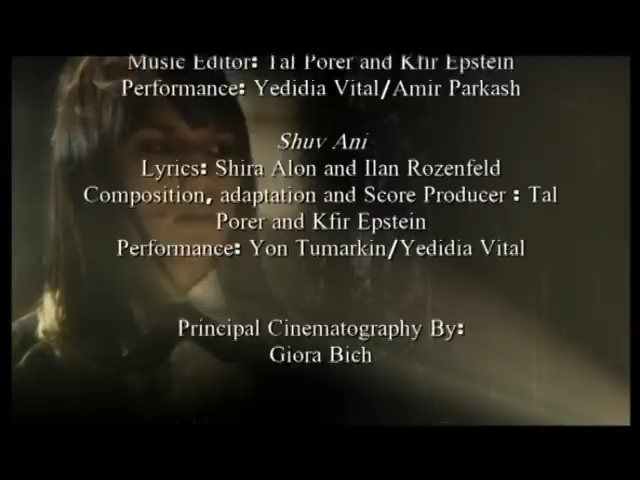 Music Editor: Tal Porer and Kfir Epstein
Performance: Yedidia Vital/Amir Parkash
Shuv Ani
Lyrics: Shira Alon and Ilan Rozenfeld
Composition, adaptation and Score Producer : Tal
Porer and Kfir Epstein
Performance: Yon Tumarkin/Yedidia Vital
Principal Cinematography By:
Giora Bich